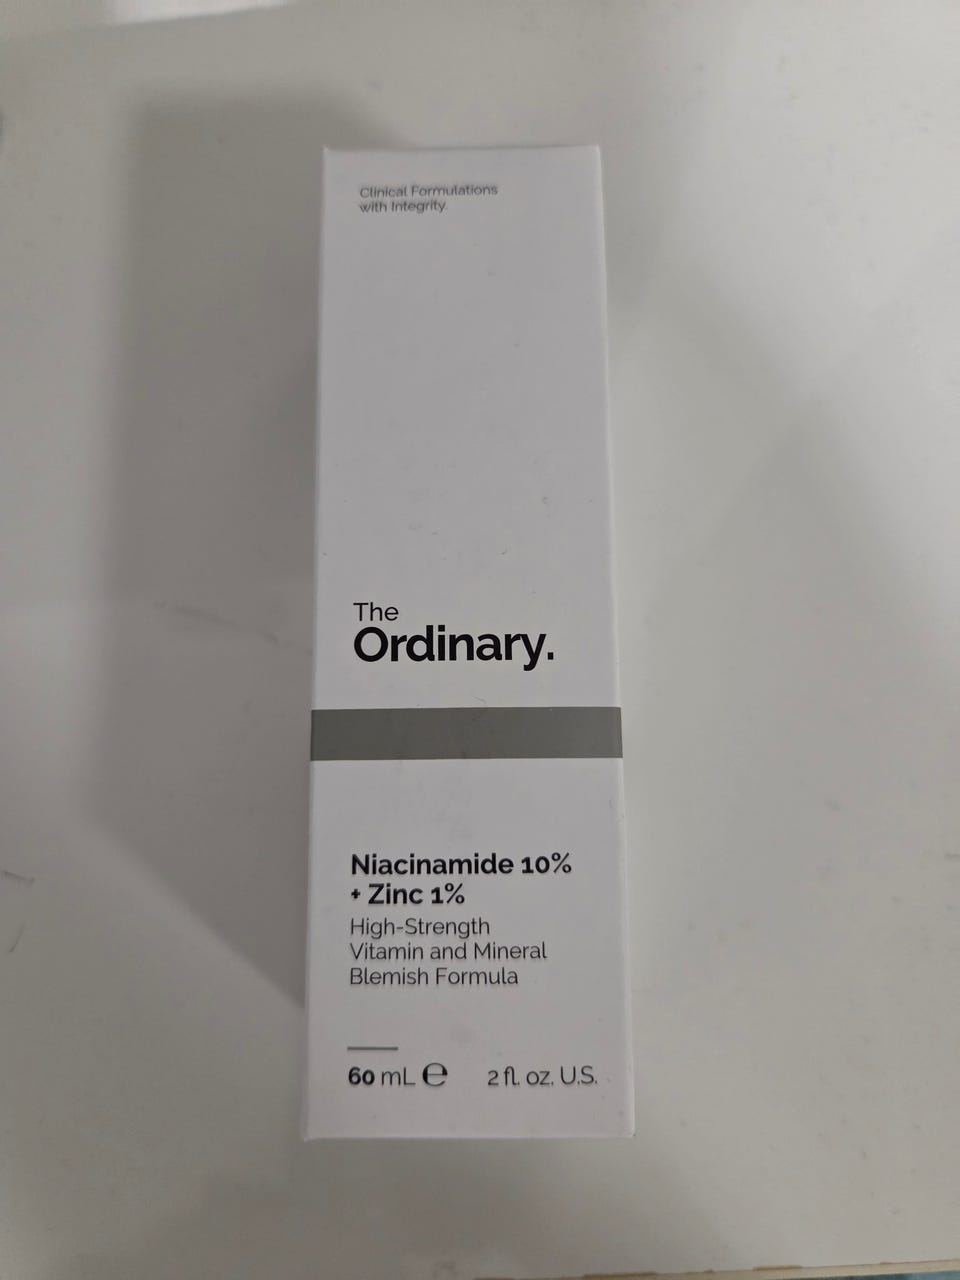 Clinical Formulations
with Integrity.
The
Ordinary.
Niacinamide 10%
+ Zinc 1%
High-Strength
Vitamin and Mineral
Blemish Formula
60 mL ℮ 2 fl. oz. U.S.